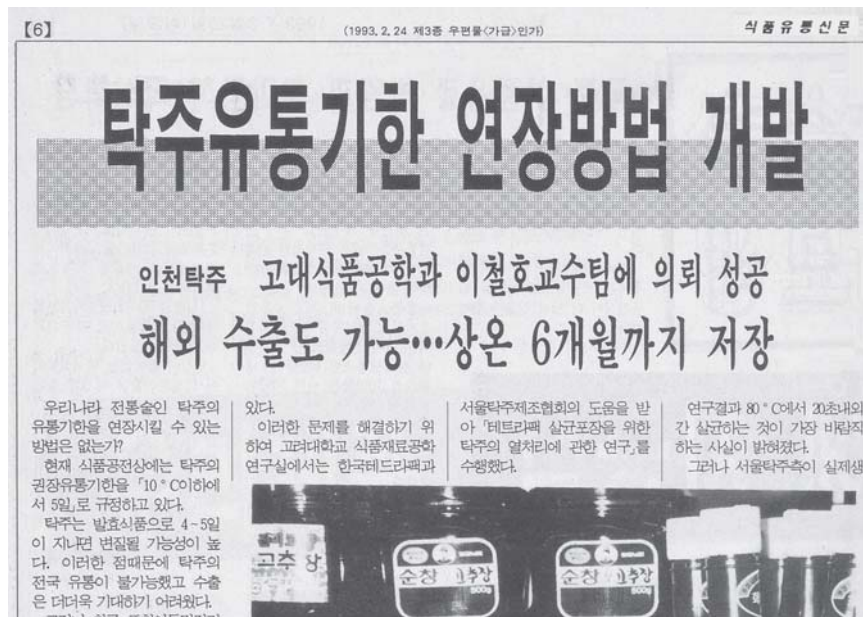 【6】
(1993. 2. 24 제3종 우편물〈가급〉인가)
식품유통신문
탁주유통기한 연장방법 개발
인천탁주 고대식품공학과 이철호교수팀에 의뢰 성공
해외 수출도 가능…상온 6개월까지 저장
우리나라 전통술인 탁주의
유통기한을 연장시킬 수 있는
방법은 없는가?
현재 식품공전상에는 탁주의
권장유통기한을 「10°C이하에
서 5일」로 규정하고 있다.
탁주는 발효식품으로 4~5일
이 지나면 변질될 가능성이 높
다. 이러한 점때문에 탁주의
전국 유통이 불가능했고 수출
은 더더욱 기대하기 어려웠다.
있다.
이러한 문제를 해결하기 위
하여 고려대학교 식품재료공학
연구실에서는 한국테드라팩과
서울탁주제조협회의 도움을 받
아 「테트라팩 살균포장을 위한
탁주의 열처리에 관한 연구」를
수행했다.
연구결과 80°C에서 20초내외
간 살균하는 것이 가장 바람직
하는 사실이 밝혀졌다.
그러나 서울탁주측이 실제생
고추장
순창 고추장
500g
순창 고추장
500g